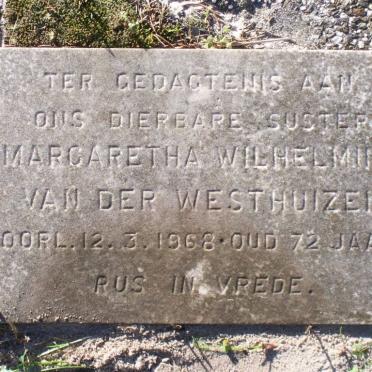 TER GEDAGTENIS AAN
ONS DIERBARE SUSTER
MARGARETHA WILHELMIN
VAN DER WESTHUIZEN
OORL. 12.3.1968 · OUD 72 JAA
RUS IN VREDE.